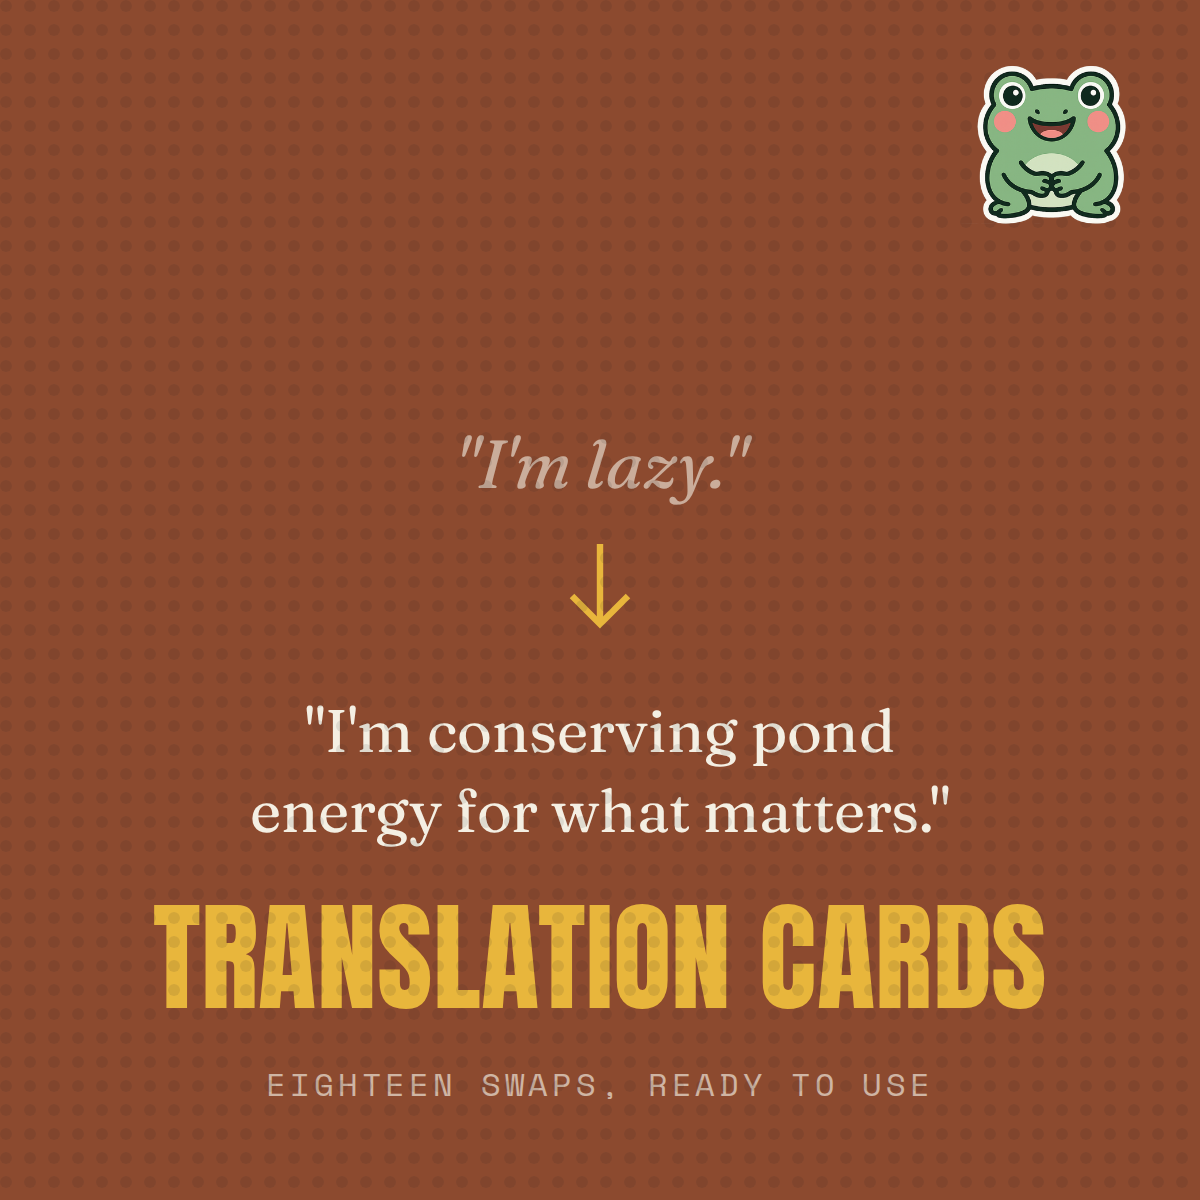 "I'm lazy."
"I'm conserving pond
energy for what matters."
TRANSLATION CARDS
EIGHTEEN SWAPS, READY TO USE